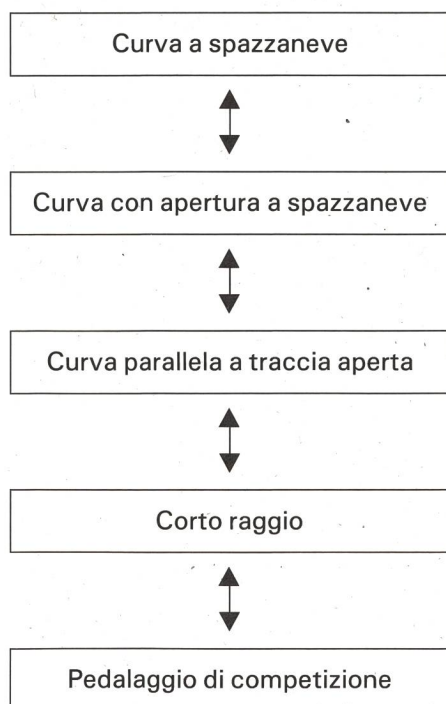 Curva a spazzaneve
Curva con apertura a spazzaneve
Curva parallela a traccia aperta
Corto raggio
Pedalaggio di competizione